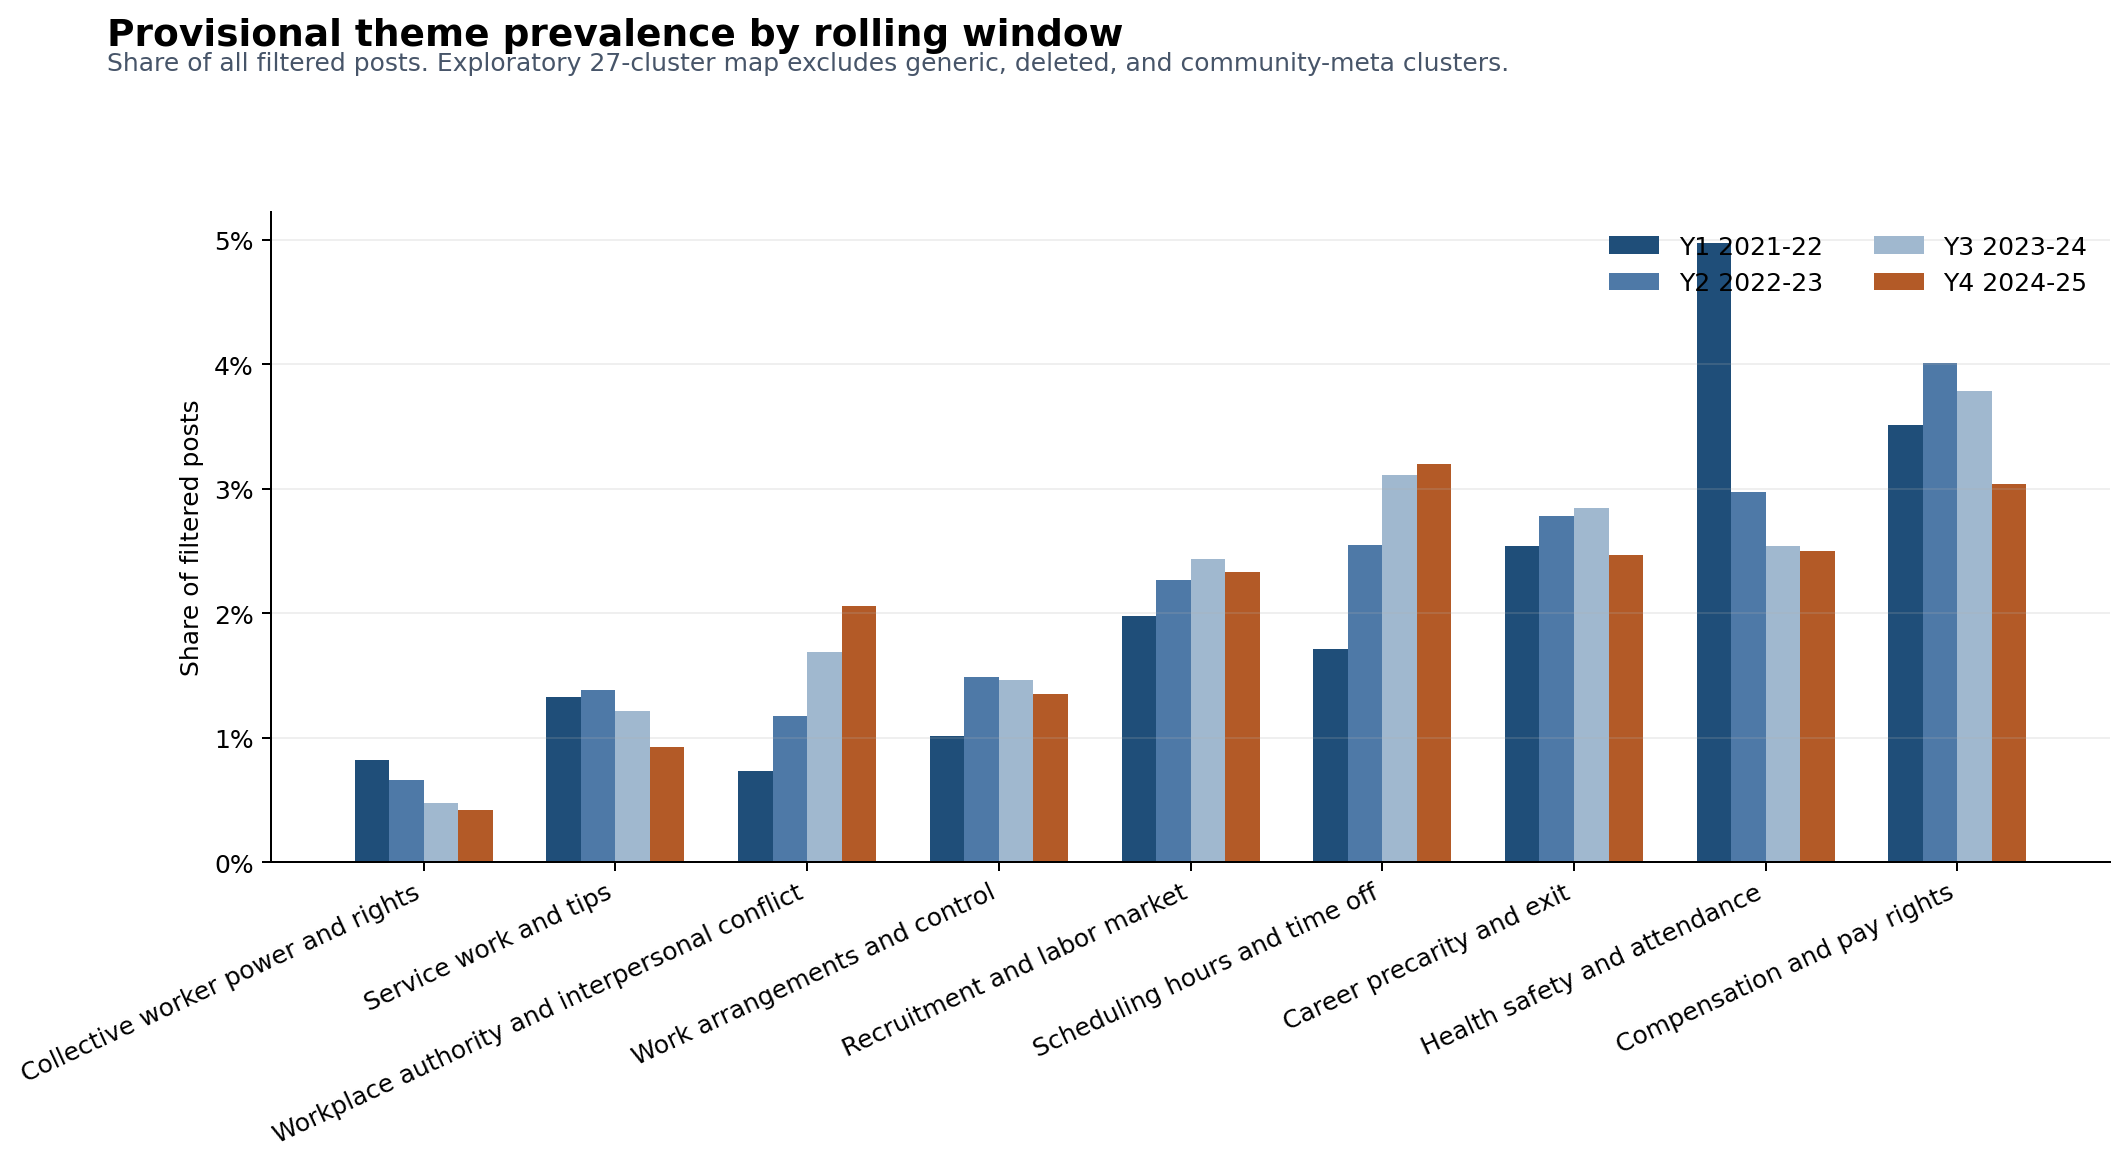 Provisional theme prevalence by rolling window
Share of all filtered posts. Exploratory 27-cluster map excludes generic, deleted, and community-meta clusters.
Y1 2021-22
Y2 2022-23
Y3 2023-24
Y4 2024-25
Share of filtered posts
5%
4%
3%
2%
1%
0%
Collective worker power and rights
Service work and tips
Workplace authority and interpersonal conflict
Work arrangements and control
Recruitment and labor market
Scheduling hours and time off
Career precarity and exit
Health safety and attendance
Compensation and pay rights